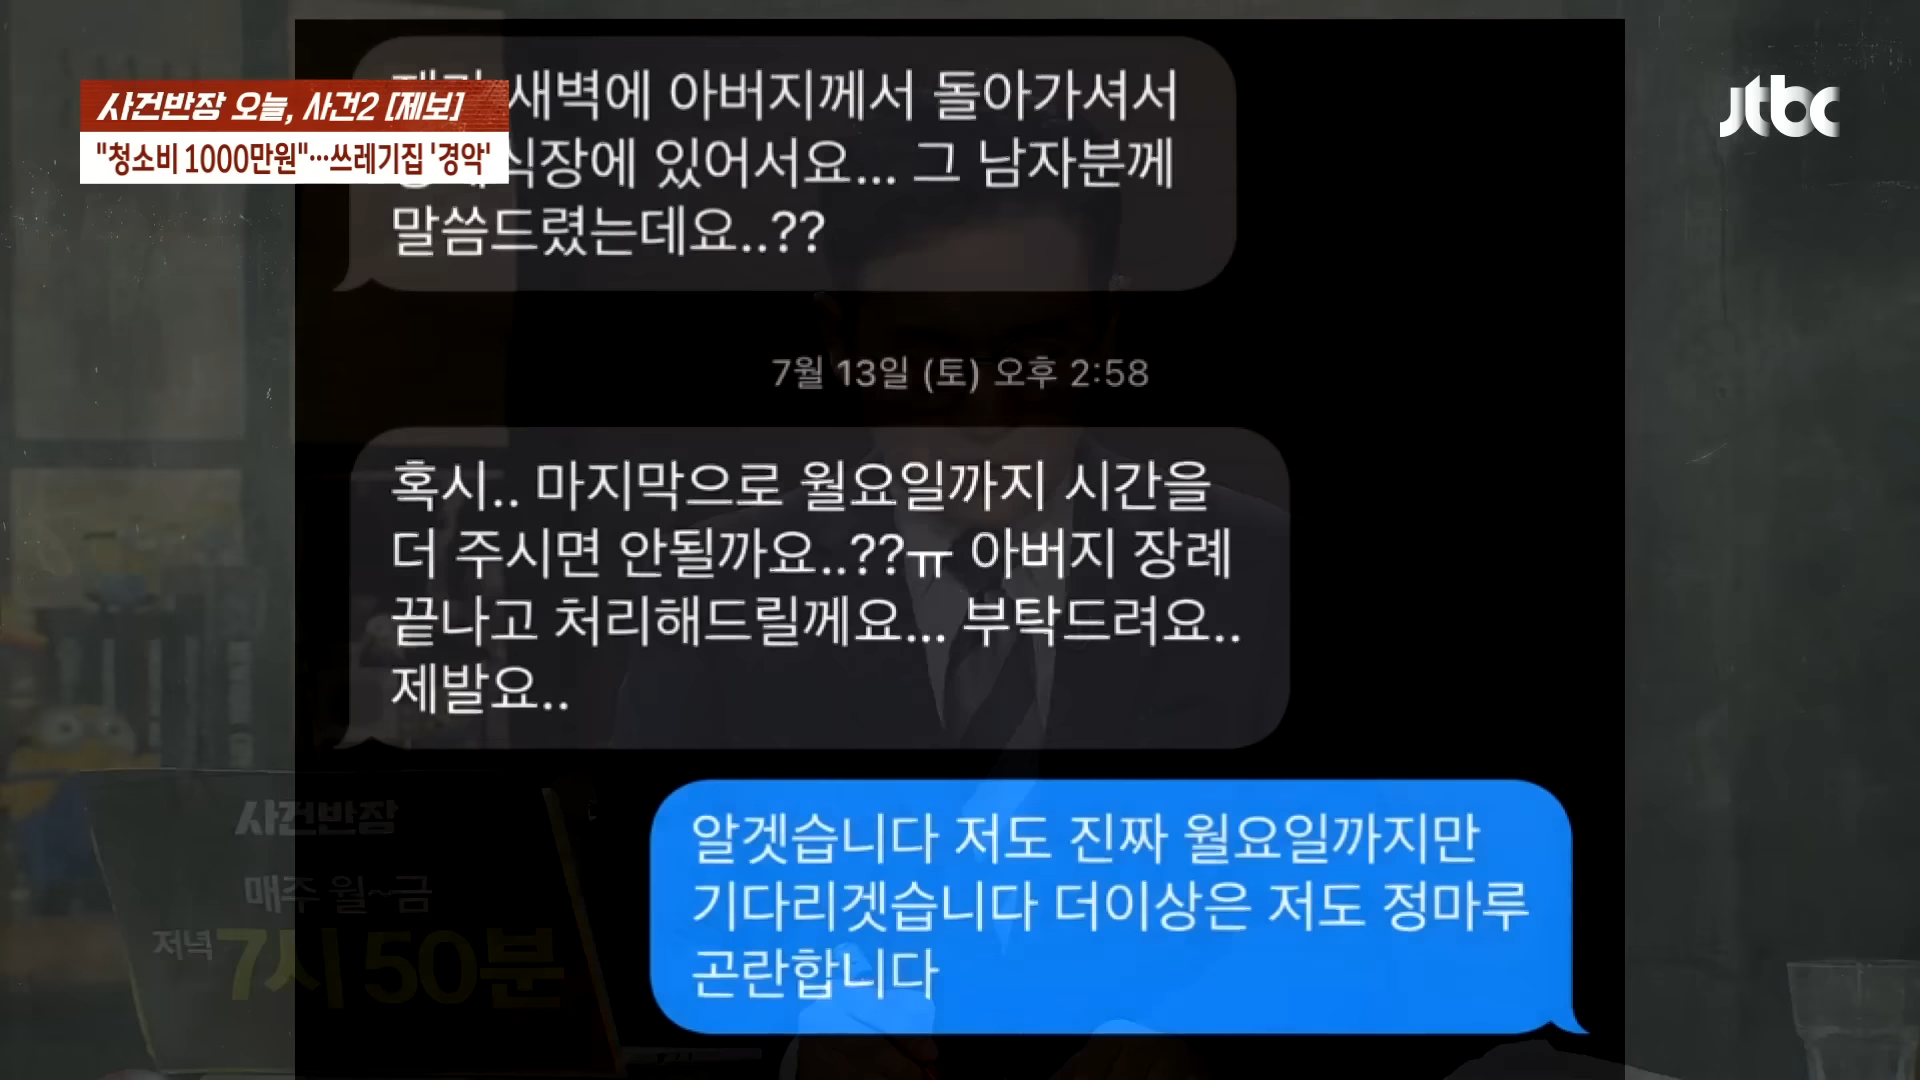 사건반장 오늘, 사건2 [제보]
"청소비 1000만원"…쓰레기집 '경악'
jtbc
새벽에 아버지께서 돌아가셔서
있어서요... 그 남자분께
말씀드렸는데요..??
7월 13일 (토) 오후 2:58
혹시.. 마지막으로 월요일까지 시간을
더 주시면 안될까요..??ㅠ 아버지 장례
끝나고 처리해드릴께요... 부탁드려요..
제발요..
알겟습니다 저도 진짜 월요일까지만
기다리겟습니다 더이상은 저도 정마루
곤란합니다
사건반장
매주 월~금
저녁 7시 50분